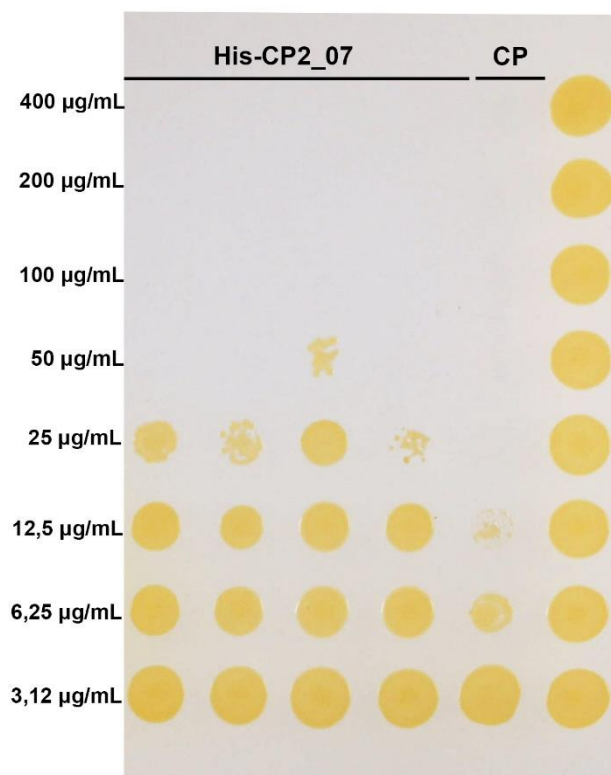 His-CP2_07 CP
400 µg/mL
200 µg/mL
100 µg/mL
50 µg/mL
25 µg/mL
12,5 µg/mL
6,25 µg/mL
3,12 µg/mL